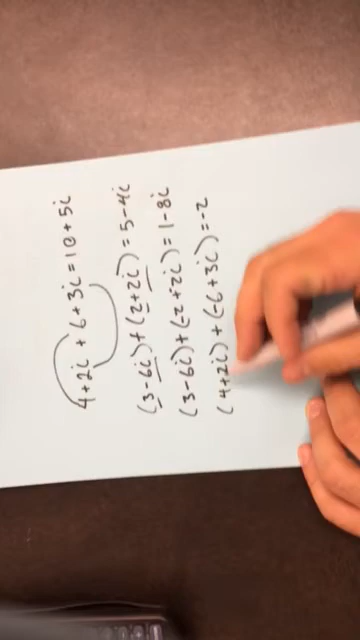 4+2i + 6+3i = 10+5i
(3-6i)+(2+2i) = 5-4i
(3-6i)+(-2+2i) = 1-8i
(4+2i)+(-6+3i) = -2